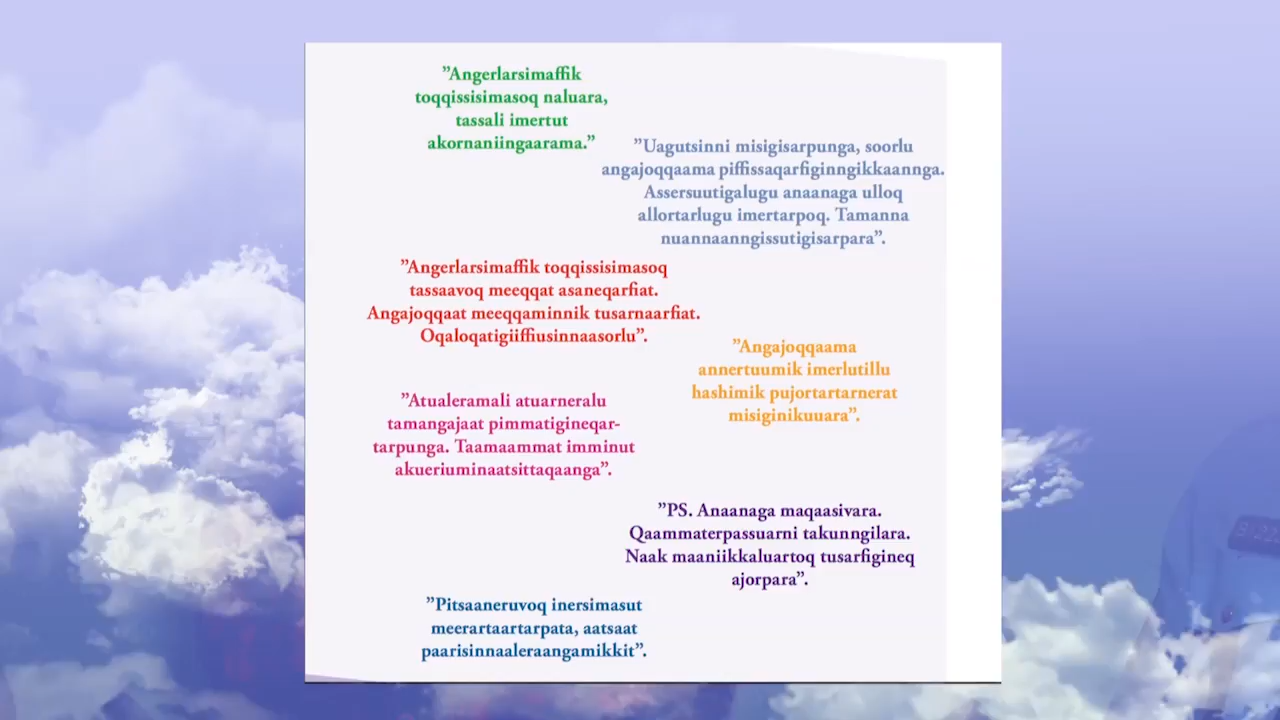 ”Angerlarsimaffik
toqqissisimasoq naluara,
tassali imertut
akornaniingaarama.”
”Uagutsinni misigisarpunga, soorlu
angajoqqaama piffissaqarfiginngikkaannga.
Assersuutigalugu anaanaga ulloq
allortarlugu imertarpoq. Tamanna
nuannaanngissutigisarpara”.
”Angerlarsimaffik toqqissisimasoq
tassaavoq meeqqat asaneqarfiat.
Angajoqqaat meeqqaminnik tusarnaarfiat.
Oqaloqatigiiffiusinnaasorlu”.
”Angajoqqaama
annertuumik imerlutillu
hashimik pujortartarnerat
misiginikuuara”.
”Atualeramali atuarneralu
tamangajaat pimmatigineqar-
tarpunga. Taamaammat imminut
akueriuminaatsittaqaanga”.
”PS. Anaanaga maqaasivara.
Qaammaterpassuarni takunngilara.
Naak maaniikkaluartoq tusarfigineq
ajorpara”.
”Pitsaaneruvoq inersimasut
meerartaartarpata, aatsaat
paarisinnaaleraangamikkit”.